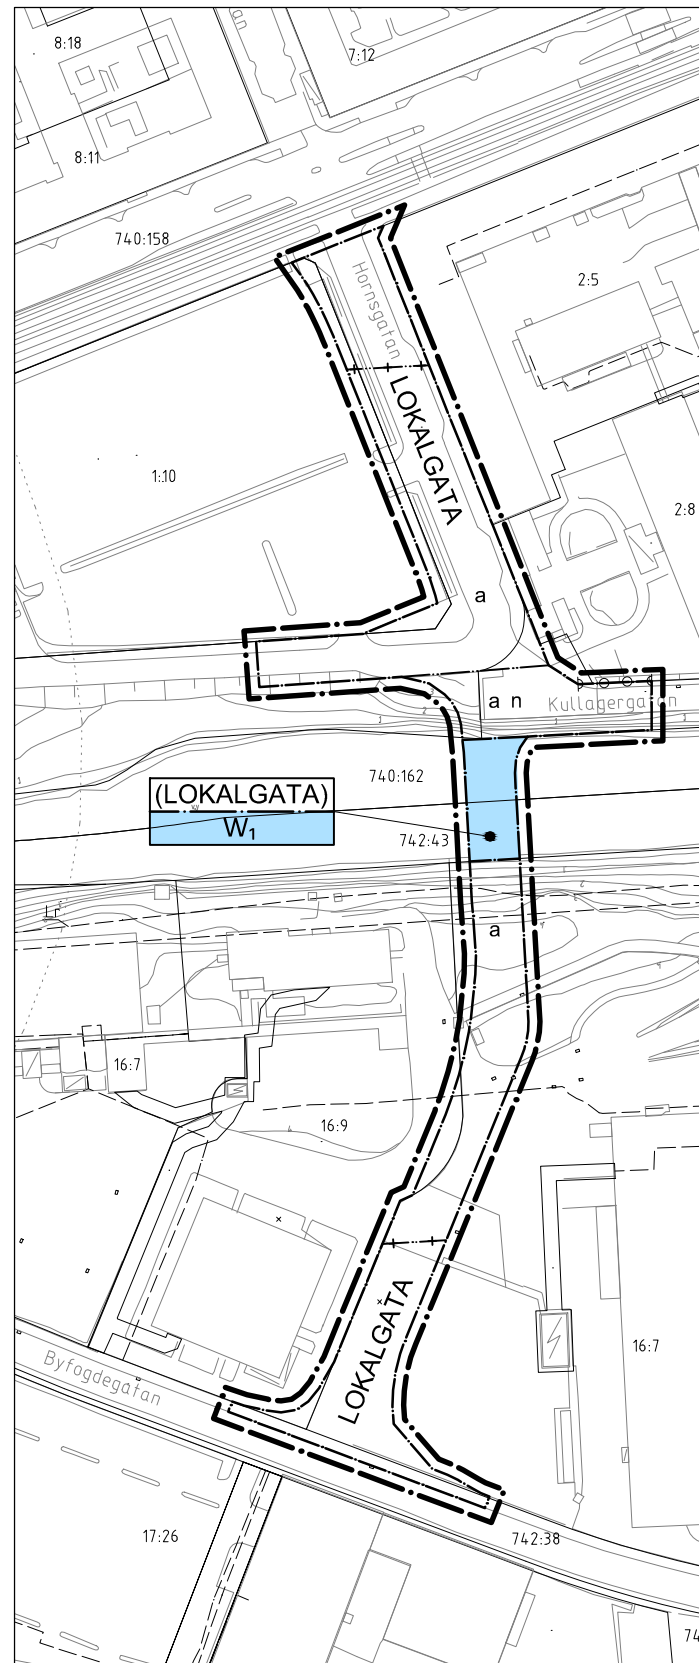 8:18
7:12
8:11
740:158
2:5
Hornsgatan
LOKALGATA
1:10
2:8
a
a n
Kullagergatan
740:162
(LOKALGATA)
W₁
742:43
a
16:7
16:9
16:7
LOKALGATA
Byfogdegatan
17:26
742:38
74